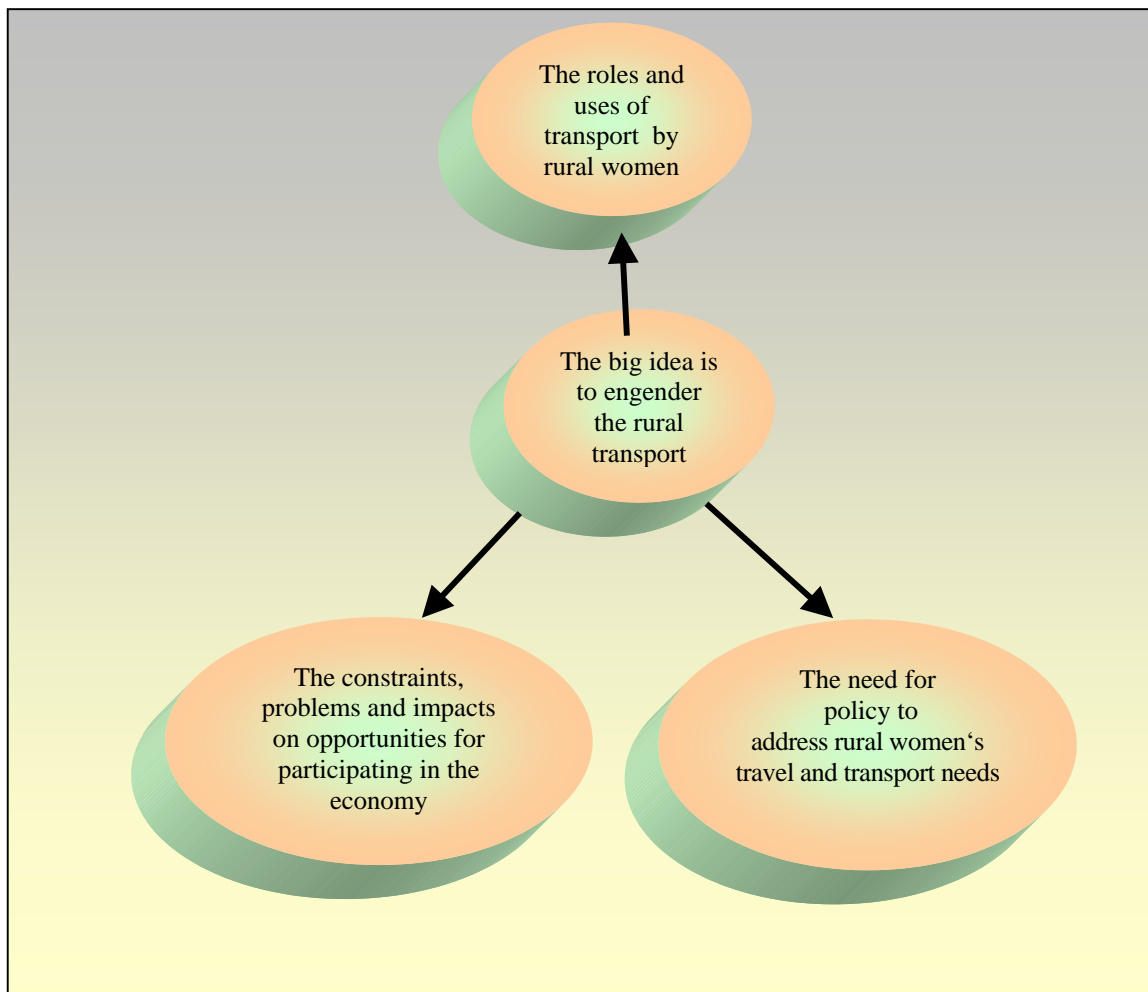 The roles and
uses of
transport  by
rural women
The big idea is
to engender
the rural
transport
The constraints,
problems and impacts
on opportunities for
participating in the
economy
The need for
policy to
address rural women‘s
travel and transport needs